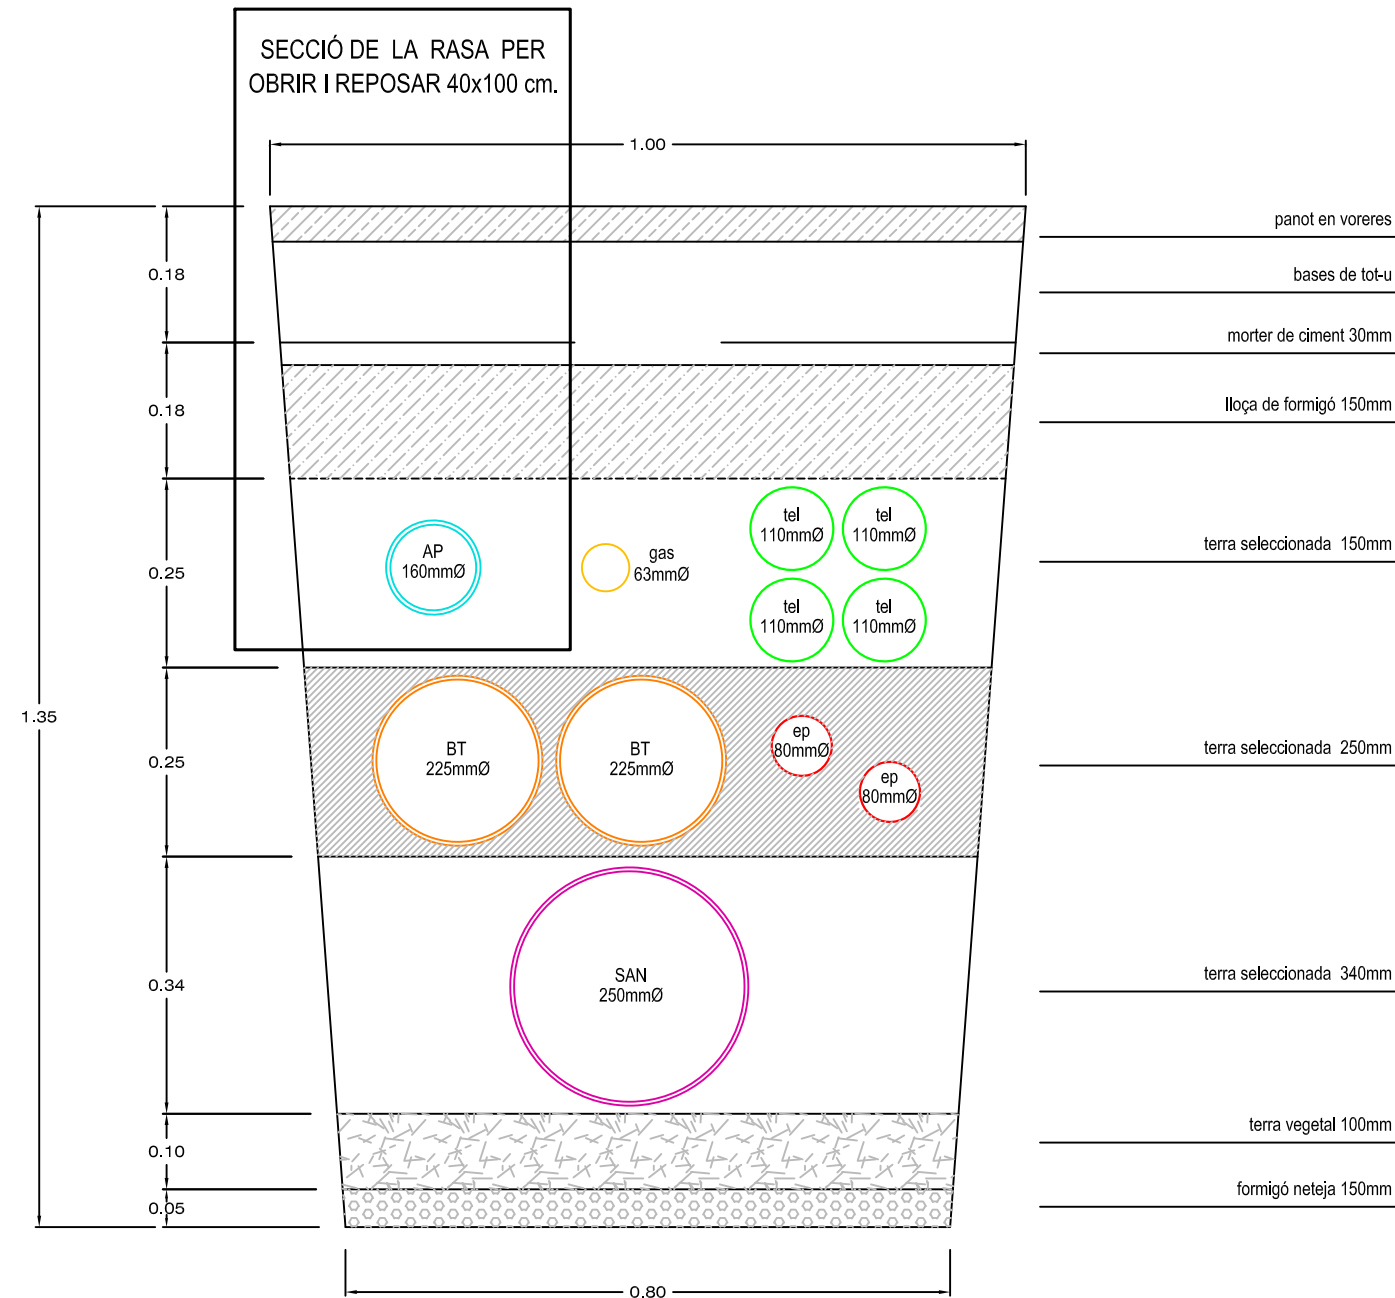 SECCIÓ DE LA RASA PER
OBRIR I REPOSAR 40x100 cm.
1.00
panot en voreres
0.18
bases de tot-u
morter de ciment 30mm
0.18
lloça de formigó 150mm
tel
110mmØ
tel
110mmØ
AP
160mmØ
gas
63mmØ
0.25
terra seleccionada 150mm
tel
110mmØ
tel
110mmØ
1.35
0.25
BT
225mmØ
BT
225mmØ
ep
80mmØ
ep
80mmØ
terra seleccionada 250mm
0.34
SAN
250mmØ
terra seleccionada 340mm
0.10
terra vegetal 100mm
0.05
formigó neteja 150mm
0.80